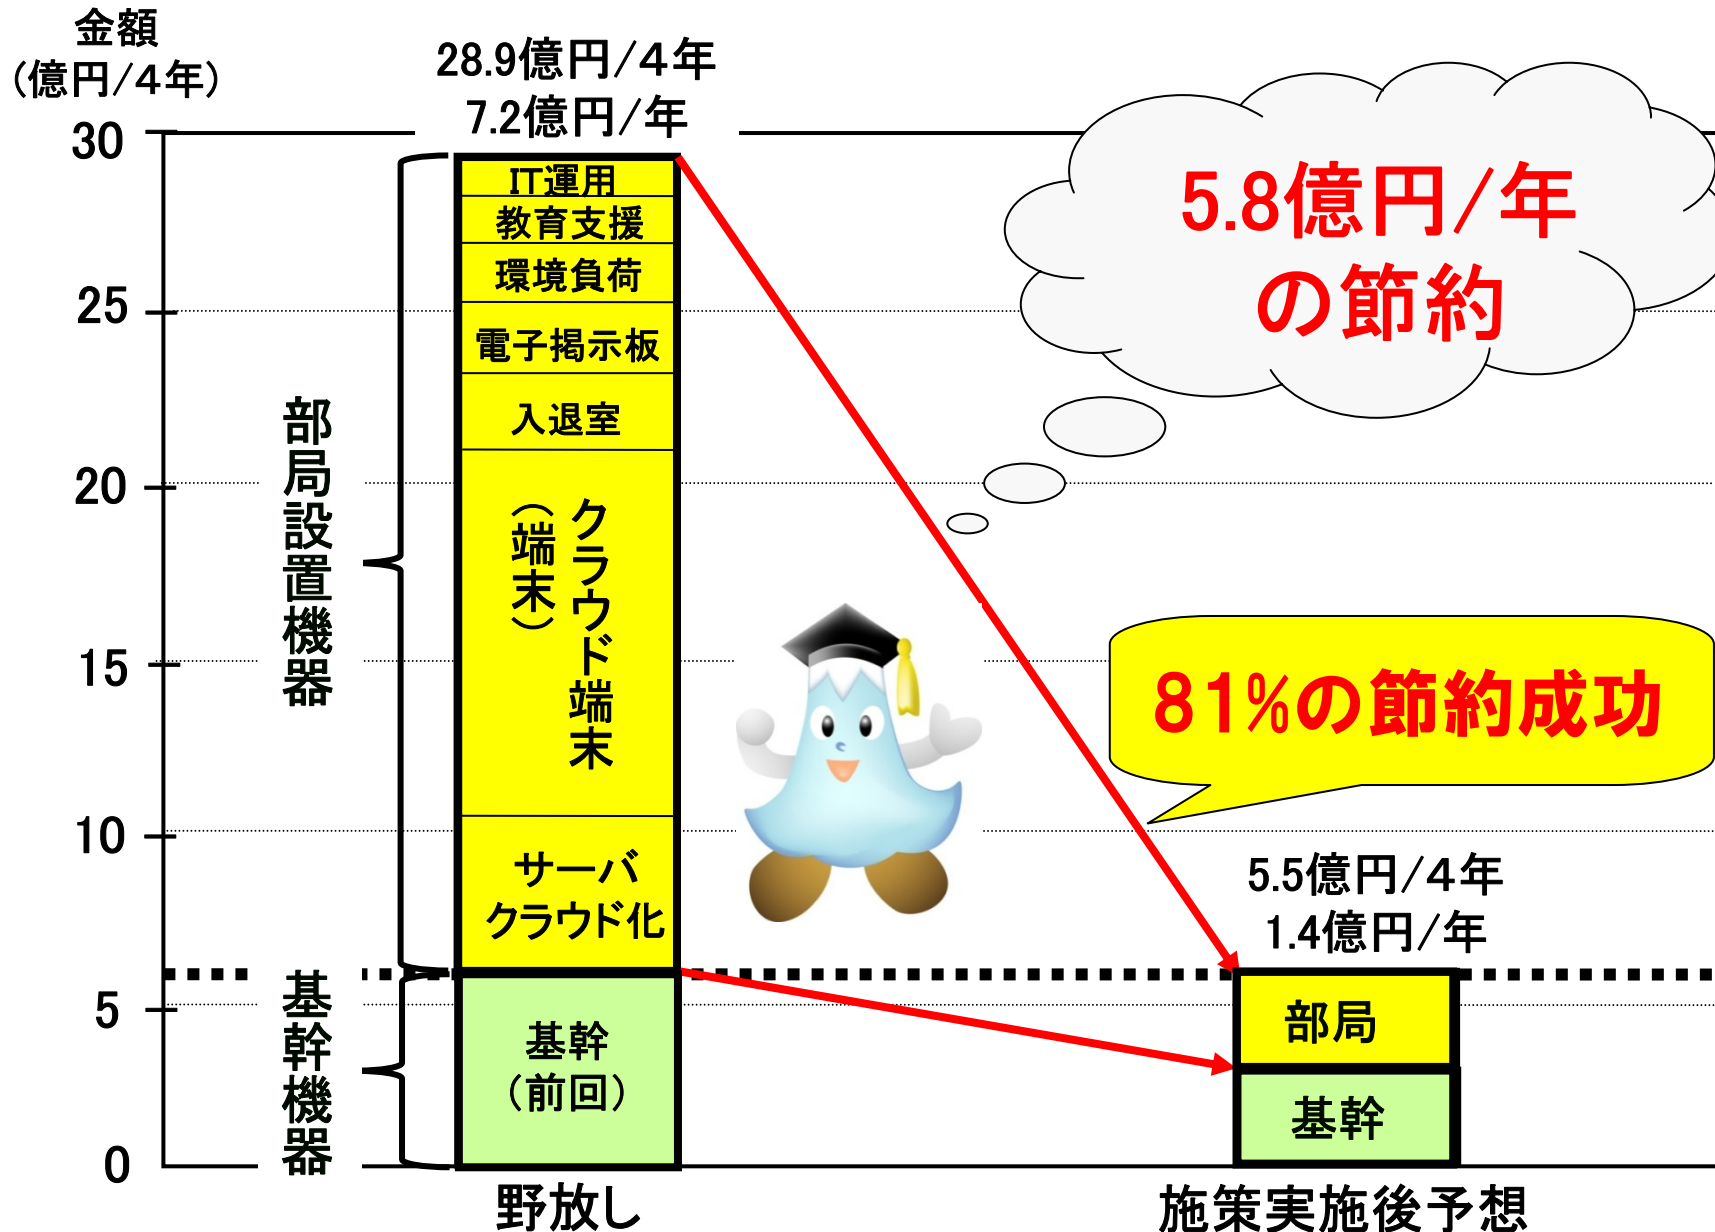 金額
(億円/4年)
28.9億円/4年
7.2億円/年
30
25
20
15
10
5
0
部局設置機器
基幹機器
IT運用
教育支援
環境負荷
電子掲示板
入退室
クラウド端末
（端末）
サーバ
クラウド化
基幹
（前回）
野放し
5.8億円/年
の節約
81%の節約成功
5.5億円/4年
1.4億円/年
部局
基幹
施策実施後予想